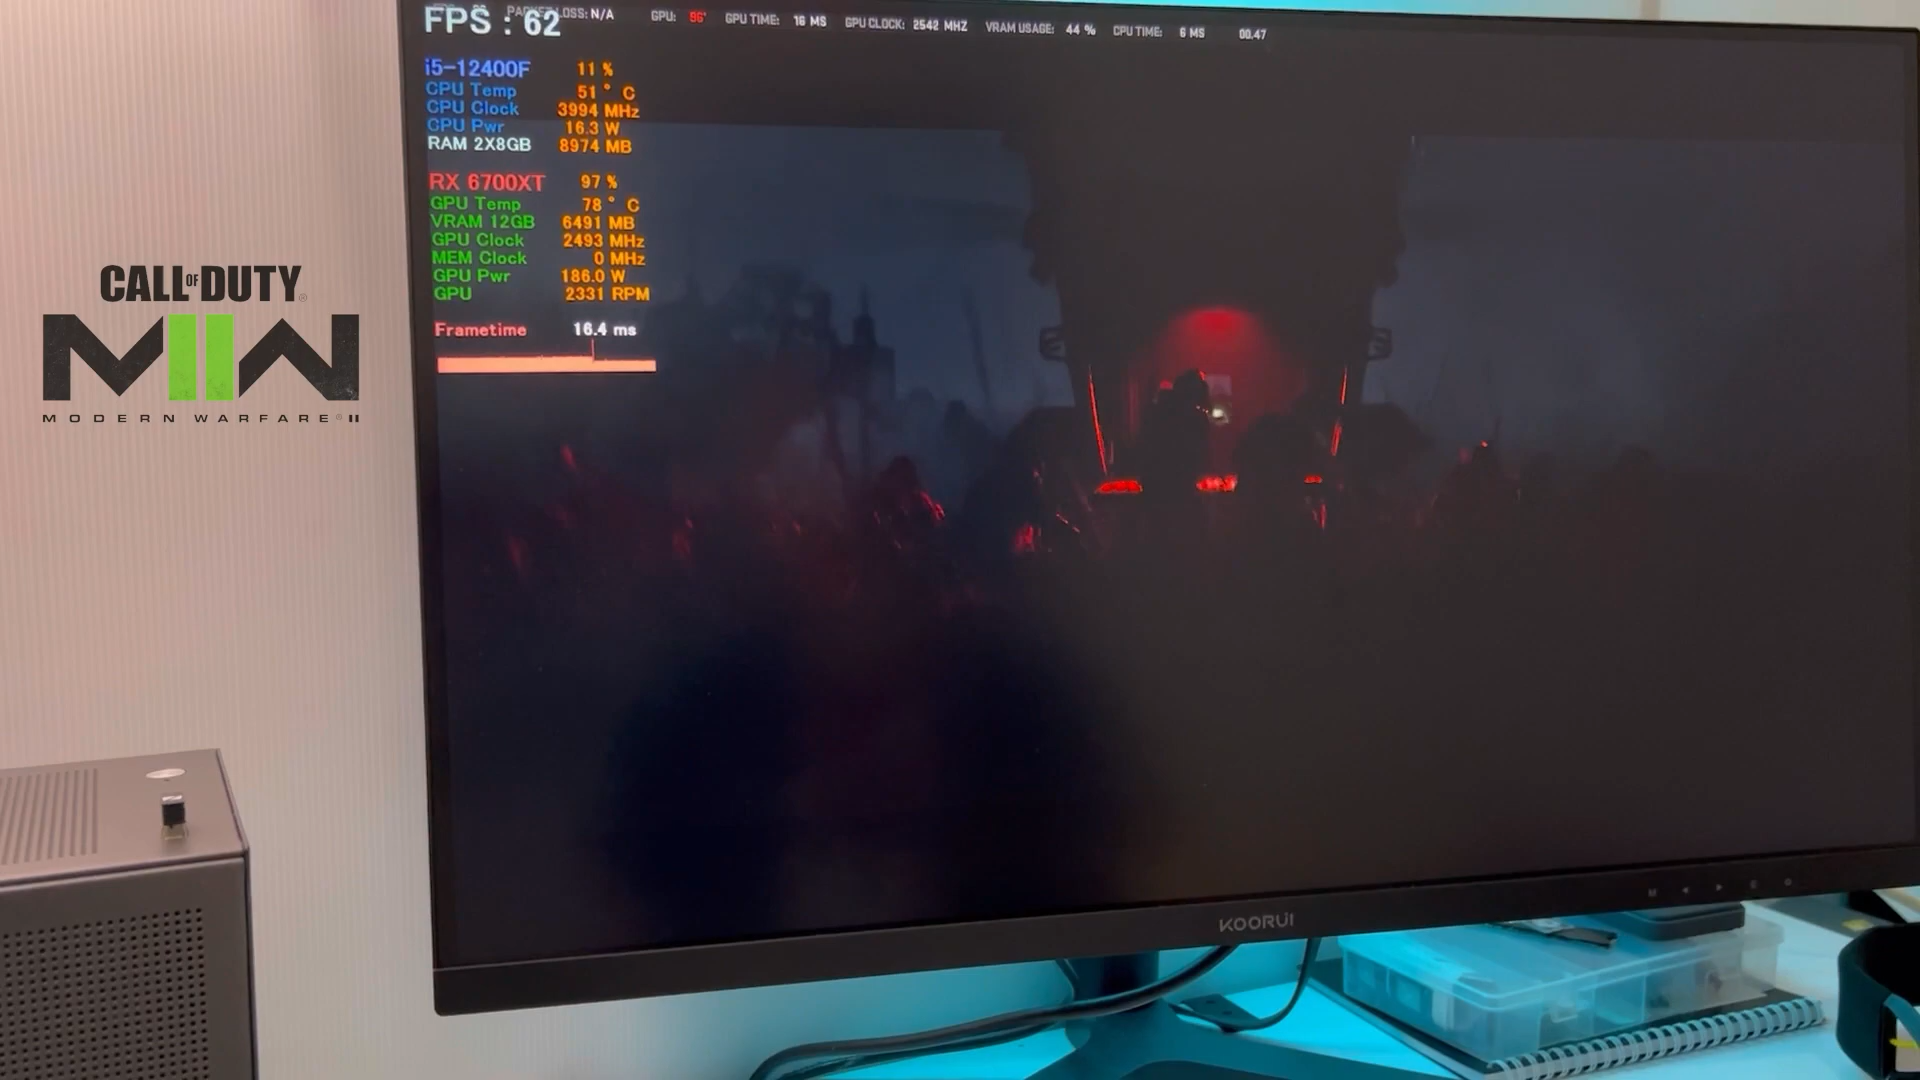 FPS : 62
PACKET LOSS: N/A GPU: 96° GPU TIME: 16 MS GPU CLOCK: 2542 MHZ VRAM USAGE: 44 % CPU TIME: 6 MS 00.47
i5-12400F 11 %
CPU Temp 51 ° C
CPU Clock 3994 MHz
CPU Pwr 16.3 W
RAM 2X8GB 8974 MB
RX 6700XT 97 %
GPU Temp 78 ° C
VRAM 12GB 6491 MB
GPU Clock 2493 MHz
MEM Clock 0 MHz
GPU Pwr 186.0 W
GPU 2331 RPM
Frametime 16.4 ms
CALL OF DUTY®
MIIW
MODERN WARFARE® II
KOORUI